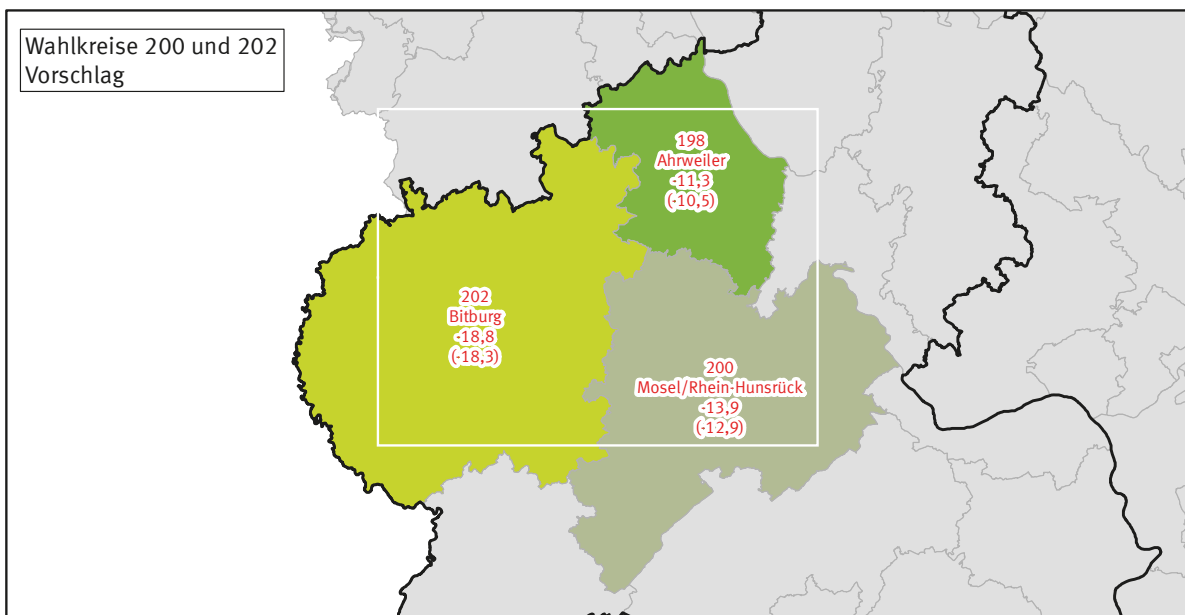 Wahlkreise 200 und 202
Vorschlag
198
Ahrweiler
-11,3
(-10,5)
202
Bitburg
-18,8
(-18,3)
200
Mosel/Rhein-Hunsrück
-13,9
(-12,9)